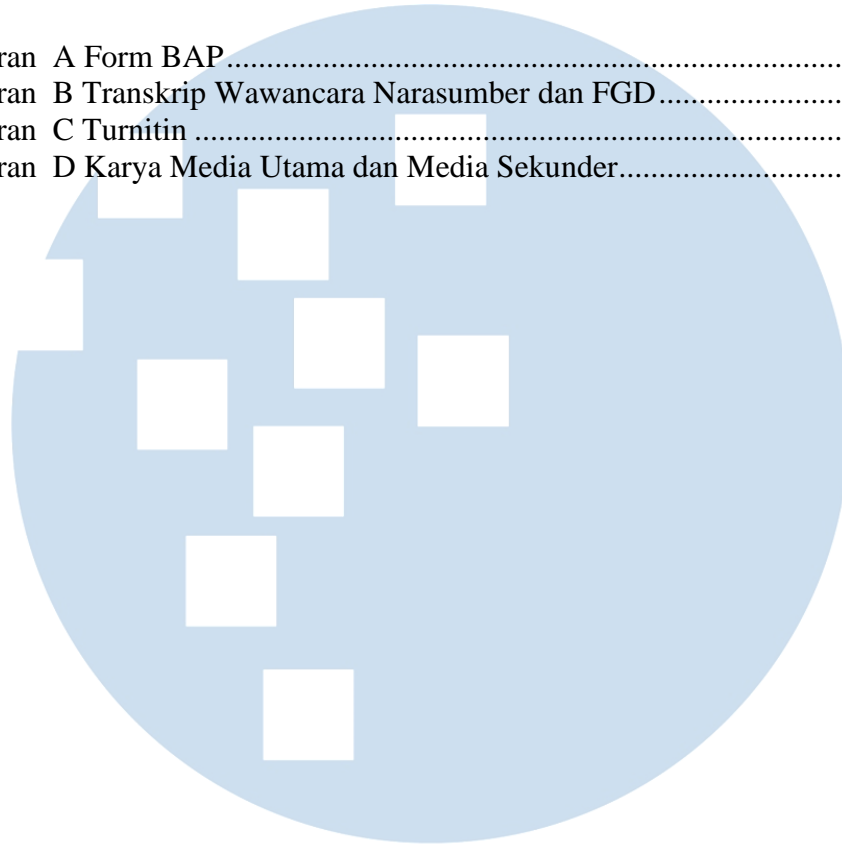 ran A Form BAP................................................................................
ran B Transkrip Wawancara Narasumber dan FGD.......................
ran C Turnitin ....................................................................................
ran D Karya Media Utama dan Media Sekunder............................